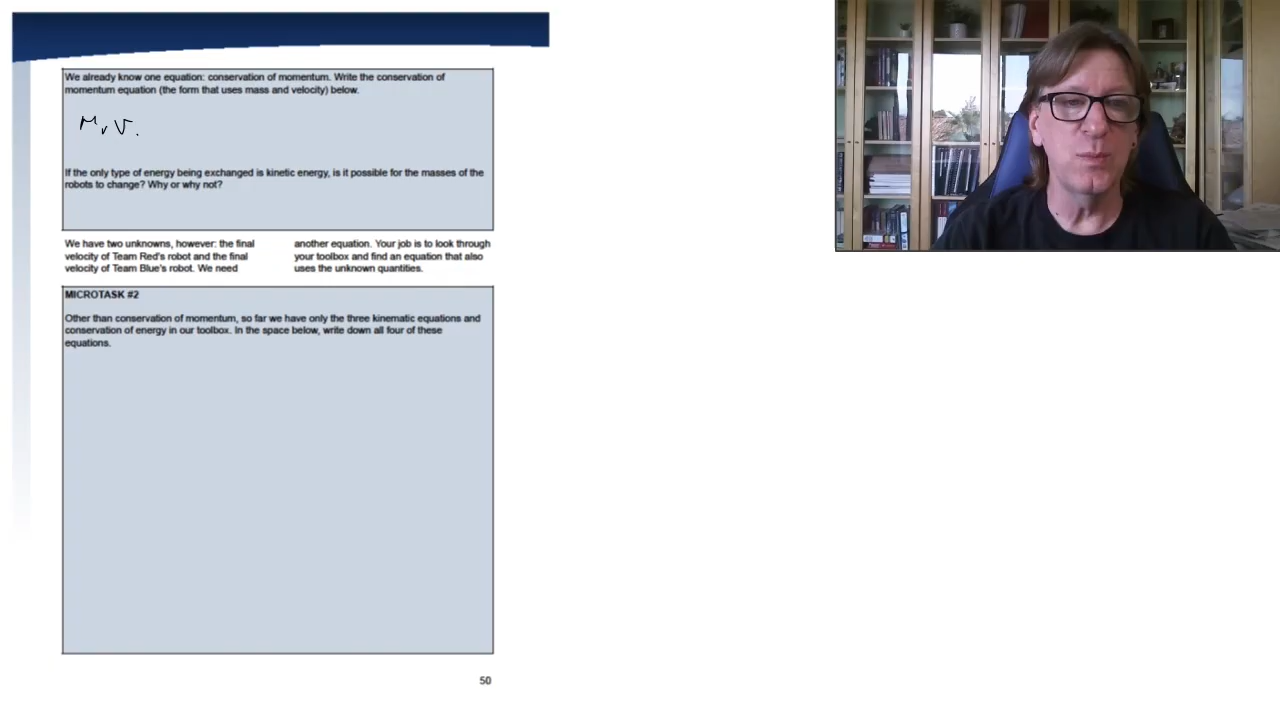 We already know one equation: conservation of momentum. Write the conservation of
momentum equation (the form that uses mass and velocity) below.
M, V.
If the only type of energy being exchanged is kinetic energy, is it possible for the masses of the
robots to change? Why or why not?
We have two unknowns, however: the final
velocity of Team Red's robot and the final
velocity of Team Blue's robot. We need
another equation. Your job is to look through
your toolbox and find an equation that also
uses the unknown quantities.
MICROTASK #2
Other than conservation of momentum, so far we have only the three kinematic equations and
conservation of energy in our toolbox. In the space below, write down all four of these
equations.
50